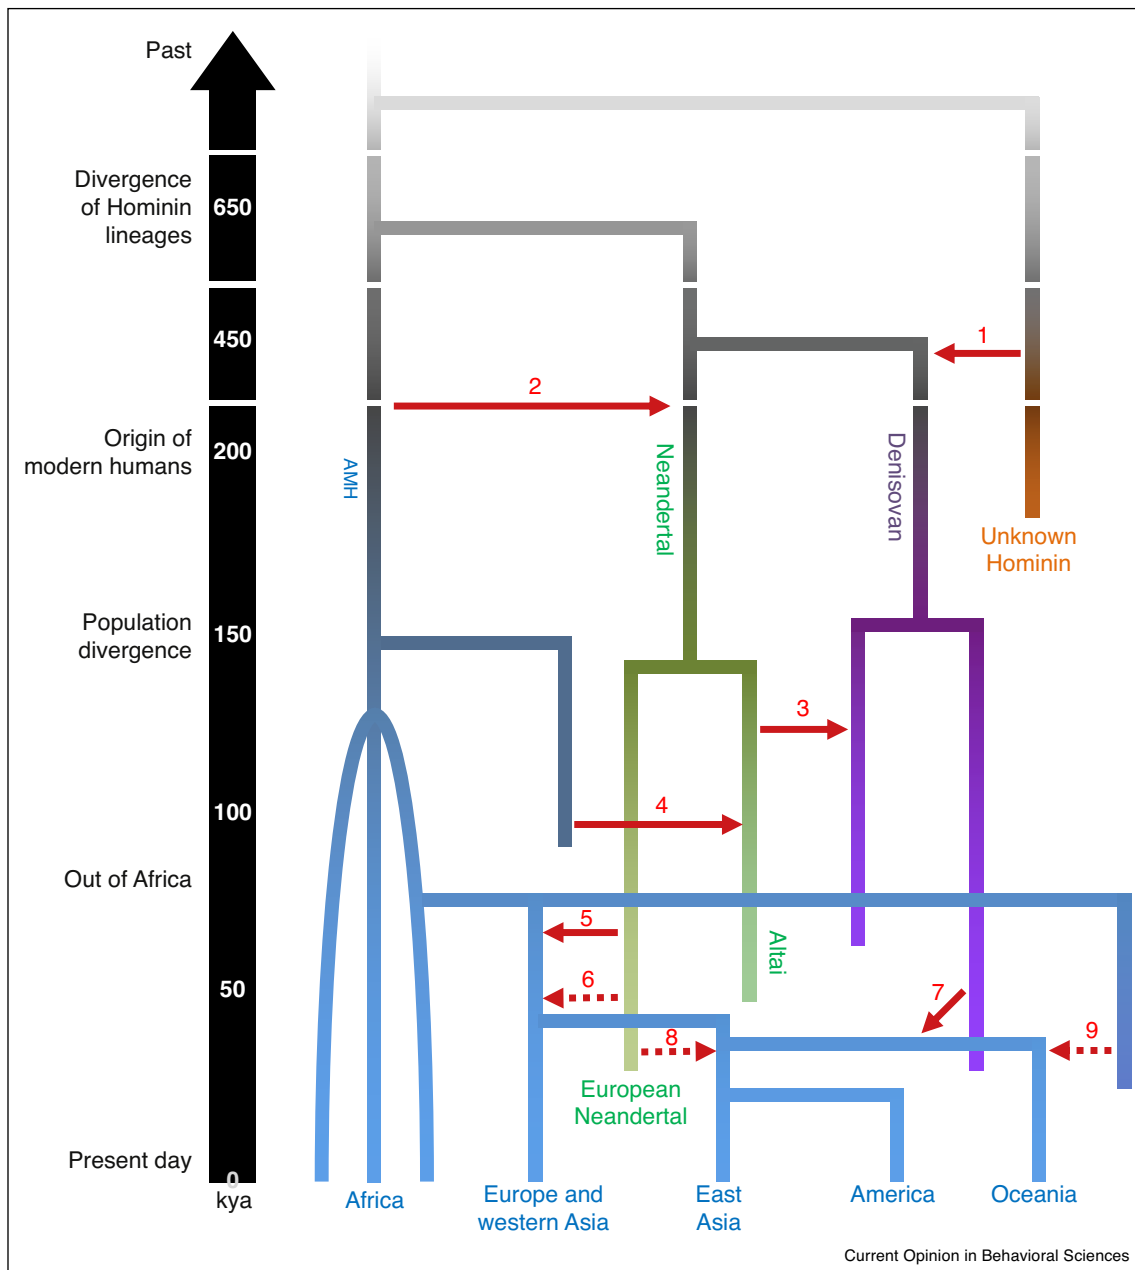 Past
Divergence
of Hominin
lineages
650
450
1
2
Origin of
modern humans
200
AMH
Neandertal
Denisovan
Unknown
Hominin
Population
divergence
150
3
100
4
Out of Africa
5
Altai
6
7
50
8
9
European
Neandertal
Present day
0
kya
Africa
Europe and
western Asia
East
Asia
America
Oceania
Current Opinion in Behavioral Sciences